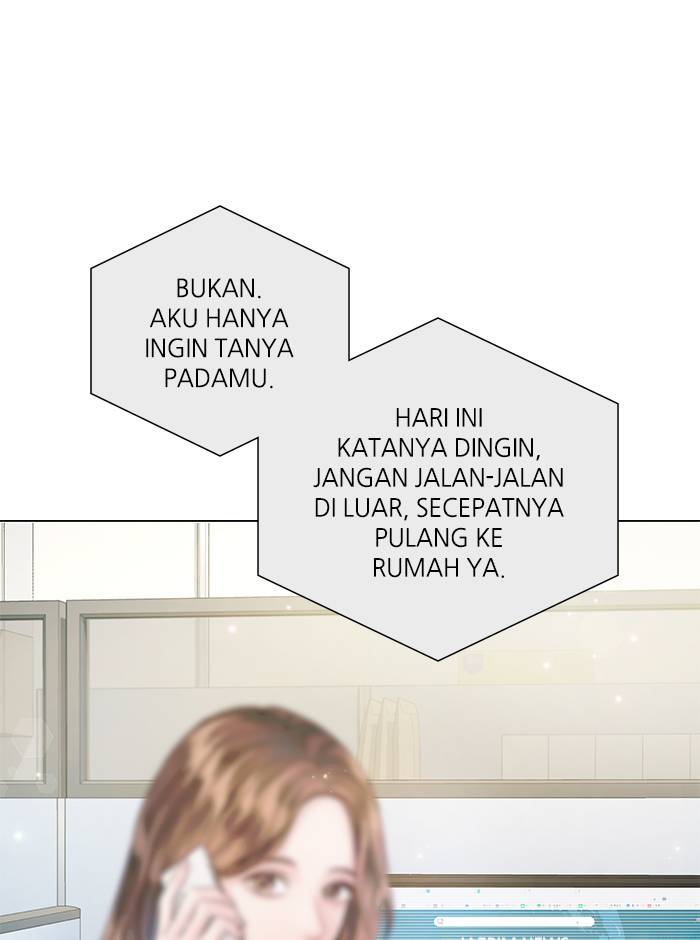 BUKAN.
AKU HANYA
INGIN TANYA
PADAMU.
HARI INI
KATANYA DINGIN,
JANGAN JALAN-JALAN
DI LUAR, SECEPATNYA
PULANG KE
RUMAH YA.